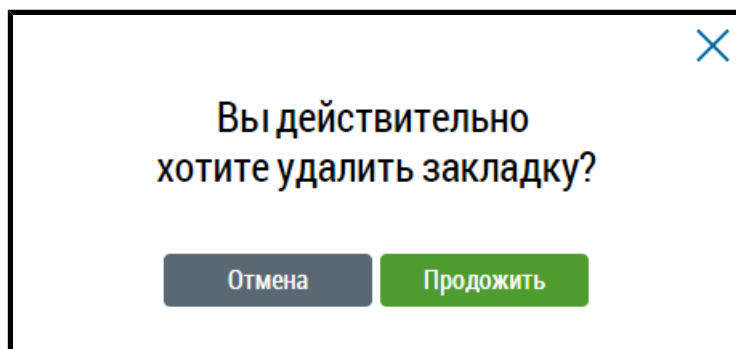 Вы действительно
хотите удалить закладку?
Отмена
Продожить